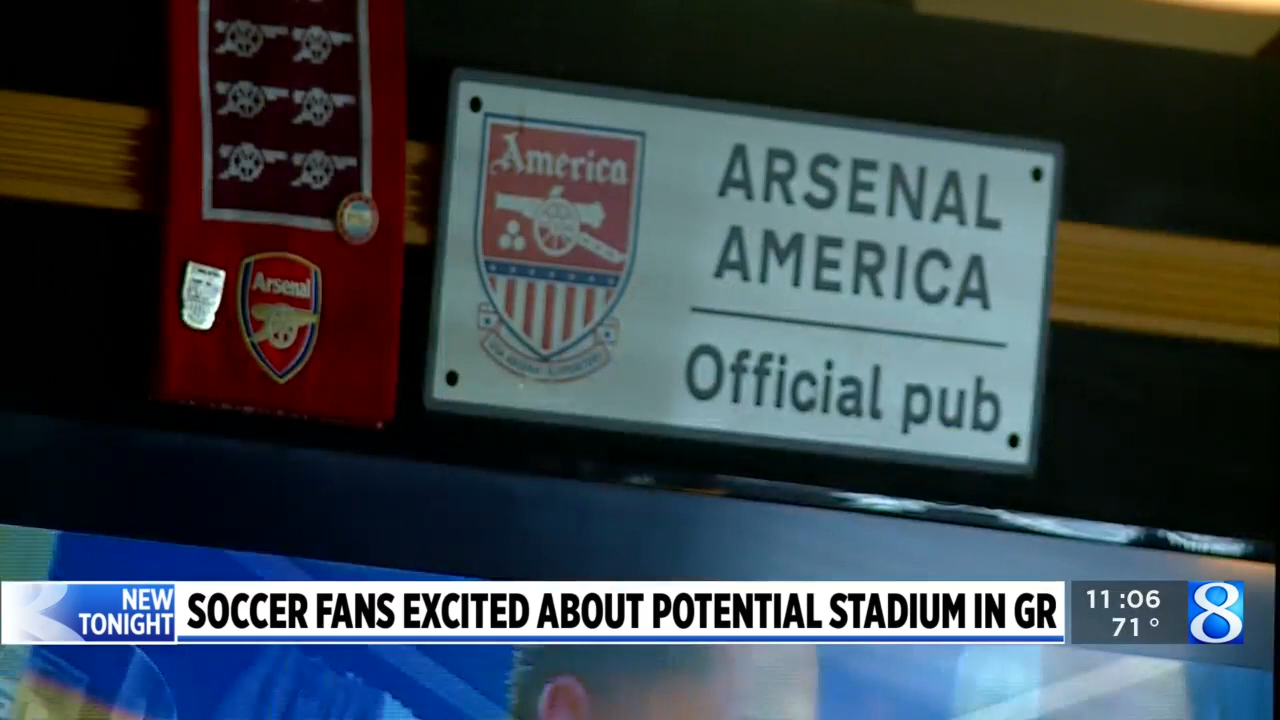 America
ARSENAL
AMERICA
Official pub
Arsenal
NEW
TONIGHT
SOCCER FANS EXCITED ABOUT POTENTIAL STADIUM IN GR
11:06
71°
8